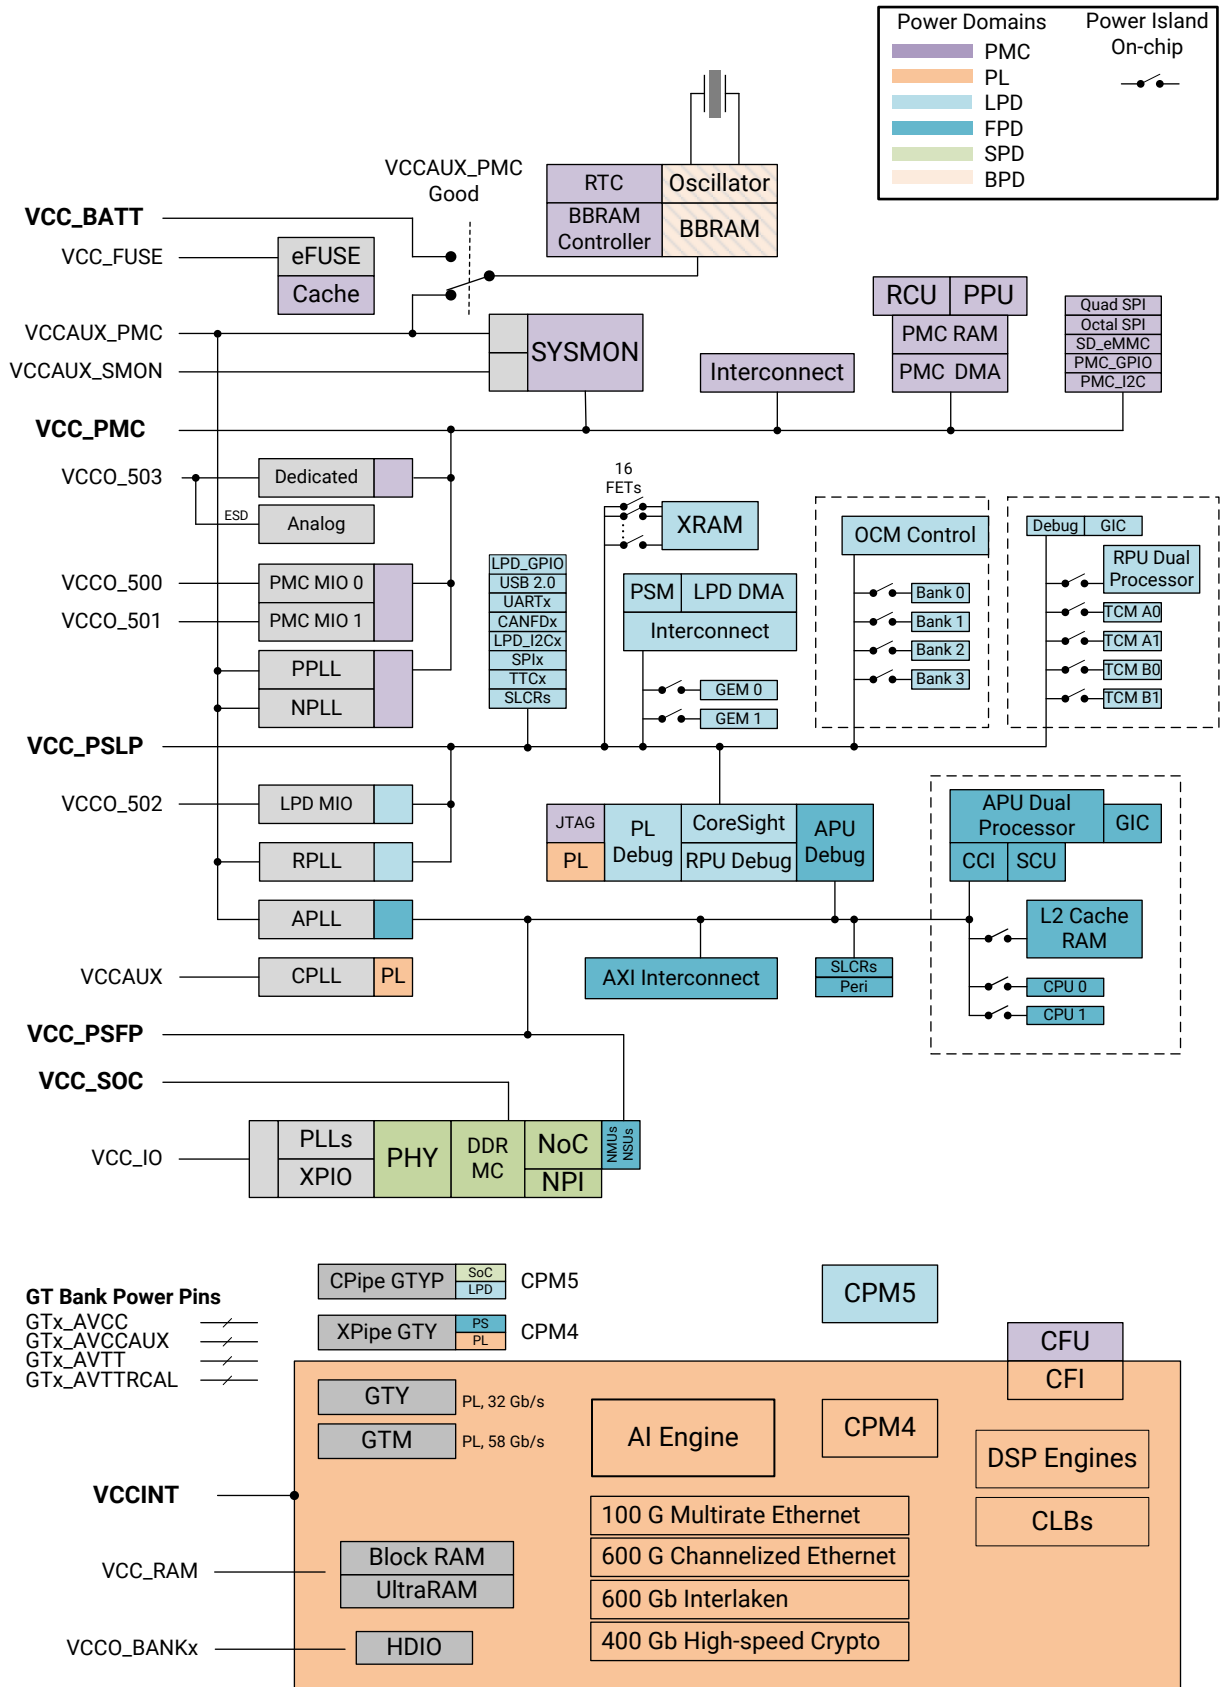 Power Domains
PMC
PL
LPD
FPD
SPD
BPD
Power Island
On-chip
VCCAUX_PMC
Good
RTC
Oscillator
BBRAM
Controller
BBRAM
VCC_BATT
VCC_FUSE
eFUSE
Cache
VCCAUX_PMC
VCCAUX_SMON
SYSMON
Interconnect
RCU
PPU
PMC RAM
PMC DMA
Quad SPI
Octal SPI
SD_eMMC
PMC_GPIO
PMC_I2C
VCC_PMC
VCCO_503
Dedicated
ESD
Analog
VCCO_500
PMC MIO 0
VCCO_501
PMC MIO 1
PPLL
NPLL
16
FETs
XRAM
LPD_GPIO
USB 2.0
UARTx
CANFDx
LPD_I2Cx
SPIx
TTCx
SLCRs
PSM
LPD DMA
Interconnect
GEM 0
GEM 1
OCM Control
Bank 0
Bank 1
Bank 2
Bank 3
Debug
GIC
RPU Dual
Processor
TCM A0
TCM A1
TCM B0
TCM B1
VCC_PSLP
VCCO_502
LPD MIO
RPLL
APLL
VCCAUX
CPLL
PL
JTAG
PL
PL
Debug
CoreSight
RPU Debug
APU
Debug
AXI Interconnect
SLCRs
Peri
APU Dual
Processor
GIC
CCI
SCU
L2 Cache
RAM
CPU 0
CPU 1
VCC_PSFP
VCC_SOC
VCC_IO
PLLs
XPIO
PHY
DDR
MC
NoC
NPI
NMUs
NSUs
GT Bank Power Pins
GTx_AVCC
GTx_AVCCAUX
GTx_AVTT
GTx_AVTTRCAL
CPipe GTYP
SoC
LPD
CPM5
XPipe GTY
PS
PL
CPM4
CPM5
CFU
CFI
GTY
PL, 32 Gb/s
GTM
PL, 58 Gb/s
AI Engine
CPM4
DSP Engines
CLBs
VCCINT
100 G Multirate Ethernet
600 G Channelized Ethernet
600 Gb Interlaken
400 Gb High-speed Crypto
VCC_RAM
Block RAM
UltraRAM
VCCO_BANKx
HDIO